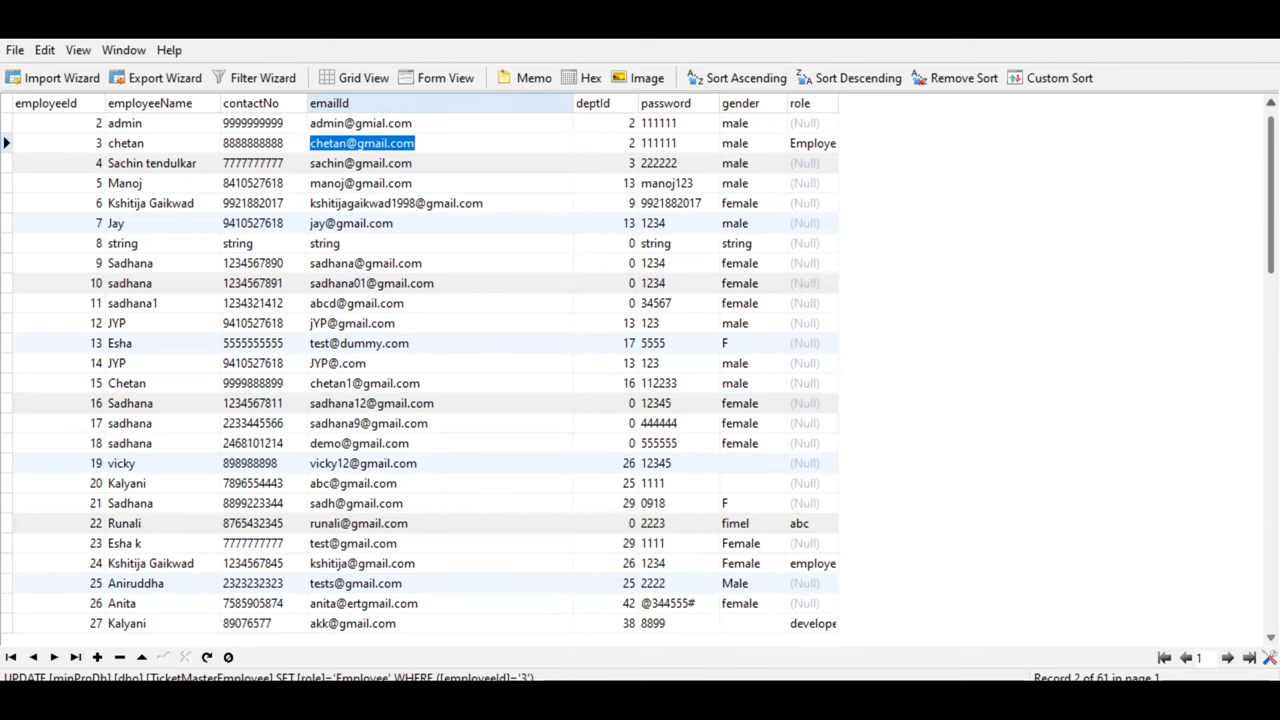 File Edit View Window Help
Import Wizard Export Wizard Filter Wizard Grid View Form View Memo Hex Image Sort Ascending Sort Descending Remove Sort Custom Sort
employeeId employeeName contactNo emailId deptId password gender role
2 admin 9999999999 admin@gmial.com 2 111111 male (Null)
3 chetan 8888888888 chetan@gmail.com 2 111111 male Employe
4 Sachin tendulkar 7777777777 sachin@gmail.com 3 222222 male (Null)
5 Manoj 8410527618 manoj@gmail.com 13 manoj123 male (Null)
6 Kshitija Gaikwad 9921882017 kshitijagaikwad1998@gmail.com 9 9921882017 female (Null)
7 Jay 9410527618 jay@gmail.com 13 1234 male (Null)
8 string string string 0 string string (Null)
9 Sadhana 1234567890 sadhana@gmail.com 0 1234 female (Null)
10 sadhana 1234567891 sadhana01@gmail.com 0 1234 female (Null)
11 sadhana1 1234321412 abcd@gmail.com 0 34567 female (Null)
12 JYP 9410527618 jYP@gmail.com 13 123 male (Null)
13 Esha 5555555555 test@dummy.com 17 5555 F (Null)
14 JYP 9410527618 JYP@.com 13 123 male (Null)
15 Chetan 9999888899 chetan1@gmail.com 16 112233 male (Null)
16 Sadhana 1234567811 sadhana12@gmail.com 0 12345 female (Null)
17 sadhana 2233445566 sadhana9@gmail.com 0 444444 female (Null)
18 sadhana 2468101214 demo@gmail.com 0 555555 female (Null)
19 vicky 898988898 vicky12@gmail.com 26 12345 (Null)
20 Kalyani 7896554443 abc@gmail.com 25 1111 (Null)
21 Sadhana 8899223344 sadh@gmail.com 29 0918 F (Null)
22 Runali 8765432345 runali@gmail.com 0 2223 fimel abc
23 Esha k 7777777777 test@gmail.com 29 1111 Female (Null)
24 Kshitija Gaikwad 1234567845 kshitija@gmail.com 26 1234 Female employe
25 Aniruddha 2323232323 tests@gmail.com 25 2222 Male (Null)
26 Anita 7585905874 anita@ertgmail.com 42 @344555# female (Null)
27 Kalyani 89076577 akk@gmail.com 38 8899 develope
1
UPDATE [minProDb].[dbo].[TicketMasterEmployee] SET [role]='Employee' WHERE ([employeeId]='3') Record 2 of 61 in page 1